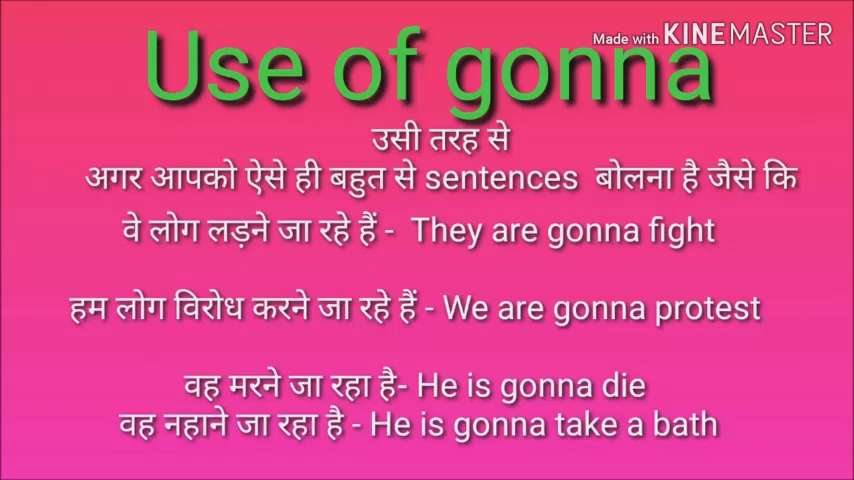 Made with KINEMASTER
Use of gonna
उसी तरह से
अगर आपको ऐसे ही बहुत से sentences बोलना है जैसे कि
वे लोग लड़ने जा रहे हैं - They are gonna fight
हम लोग विरोध करने जा रहे हैं - We are gonna protest
वह मरने जा रहा है- He is gonna die
वह नहाने जा रहा है - He is gonna take a bath